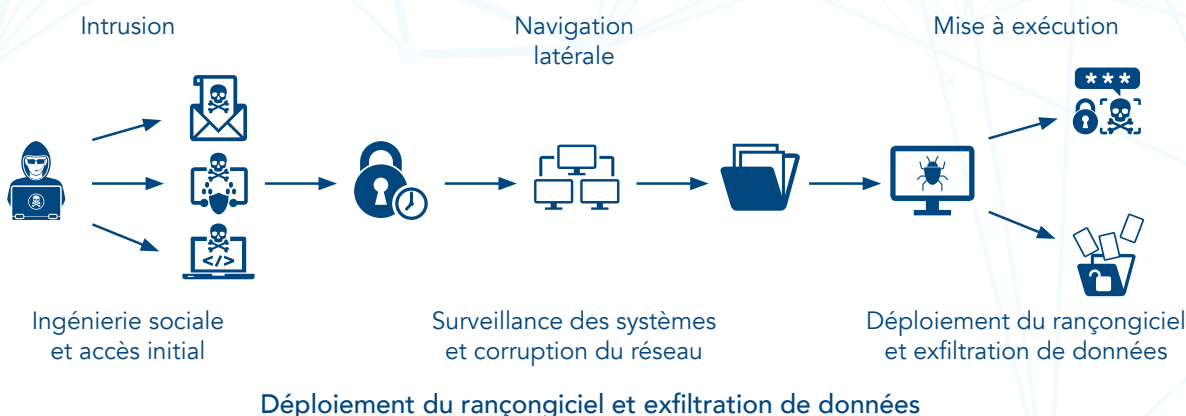 Intrusion
Navigation
latérale
Mise à exécution
***
</>
Ingénierie sociale
et accès initial
Surveillance des systèmes
et corruption du réseau
Déploiement du rançongiciel
et exfiltration de données
Déploiement du rançongiciel et exfiltration de données